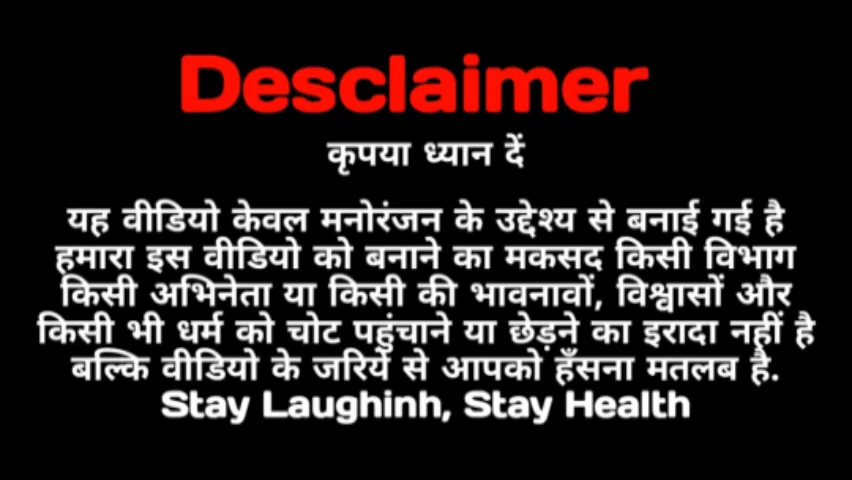 Desclaimer
कृपया ध्यान दें
यह वीडियो केवल मनोरंजन के उद्देश्य से बनाई गई है
हमारा इस वीडियो को बनाने का मकसद किसी विभाग
किसी अभिनेता या किसी की भावनावों, विश्वासों और
किसी भी धर्म को चोट पहुंचाने या छेड़ने का इरादा नहीं है
बल्कि वीडियो के जरिये से आपको हँसना मतलब है.
Stay Laughinh, Stay Health